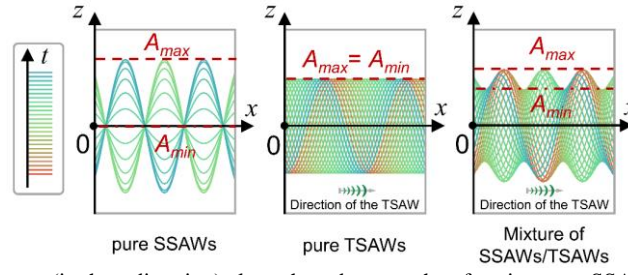 t
z
A_max
x
0
A_min
pure SSAWs
z
A_max = A_min
x
0
Direction of the TSAW
pure TSAWs
z
A_max
x
A_min
0
Direction of the TSAW
Mixture of
SSAWs/TSAWs